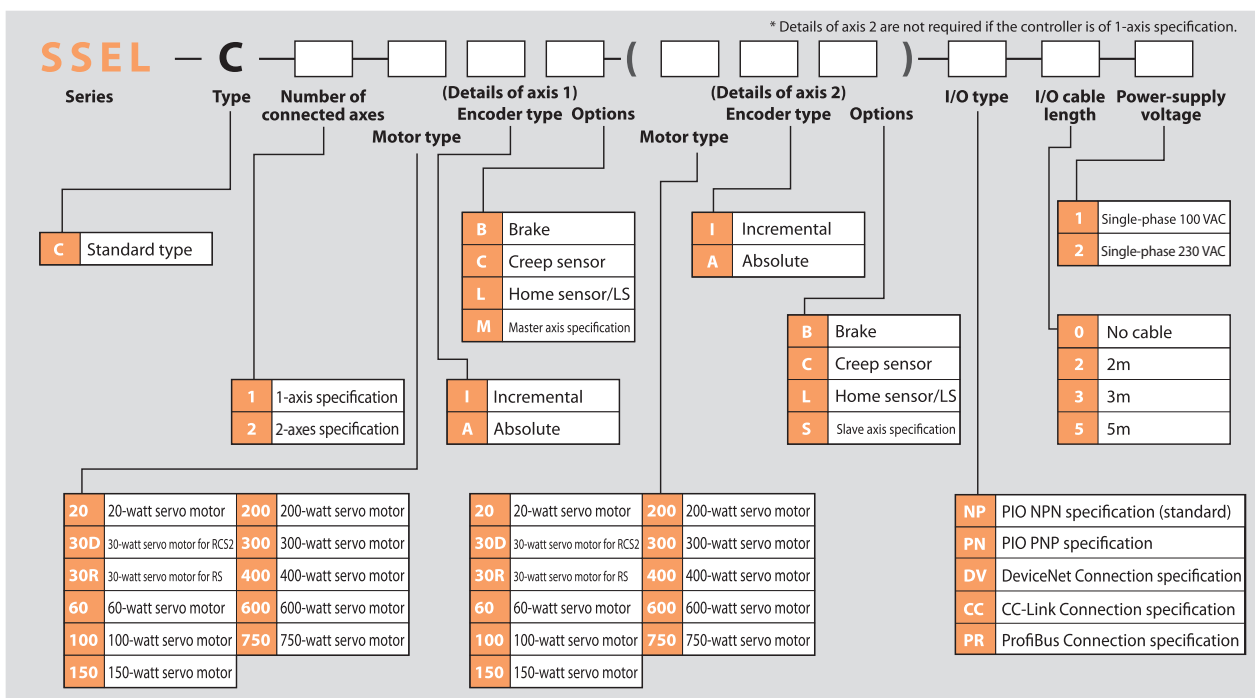 * Details of axis 2 are not required if the controller is of 1-axis specification.
SSEL — C — — ( ) — — —
Series
Type
Number of
connected axes
(Details of axis 1)
Motor type
Encoder type
Options
(Details of axis 2)
Motor type
Encoder type
Options
I/O type
I/O cable
length
Power-supply
voltage
C Standard type
B Brake
C Creep sensor
L Home sensor/LS
M Master axis specification
I Incremental
A Absolute
1 Single-phase 100 VAC
2 Single-phase 230 VAC
B Brake
C Creep sensor
L Home sensor/LS
S Slave axis specification
0 No cable
2 2m
3 3m
5 5m
1 1-axis specification
2 2-axes specification
I Incremental
A Absolute
20 20-watt servo motor 200 200-watt servo motor
30D 30-watt servo motor for RCS2 300 300-watt servo motor
30R 30-watt servo motor for RS 400 400-watt servo motor
60 60-watt servo motor 600 600-watt servo motor
100 100-watt servo motor 750 750-watt servo motor
150 150-watt servo motor
20 20-watt servo motor 200 200-watt servo motor
30D 30-watt servo motor for RCS2 300 300-watt servo motor
30R 30-watt servo motor for RS 400 400-watt servo motor
60 60-watt servo motor 600 600-watt servo motor
100 100-watt servo motor 750 750-watt servo motor
150 150-watt servo motor
NP PIO NPN specification (standard)
PN PIO PNP specification
DV DeviceNet Connection specification
CC CC-Link Connection specification
PR ProfiBus Connection specification